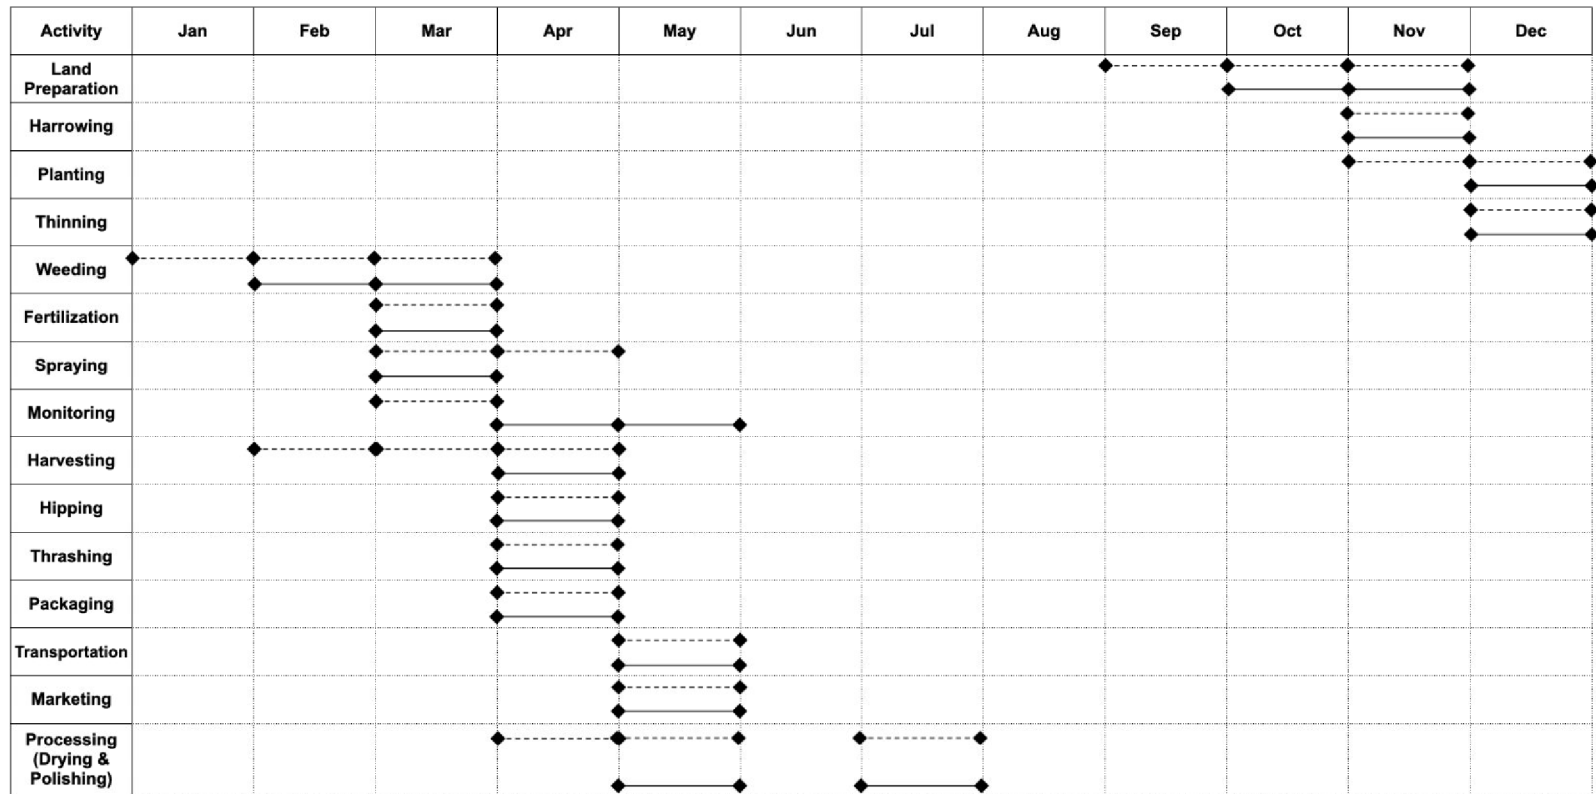 Activity Jan Feb Mar Apr May Jun Jul Aug Sep Oct Nov Dec
Land
Preparation
Harrowing
Planting
Thinning
Weeding
Fertilization
Spraying
Monitoring
Harvesting
Hipping
Thrashing
Packaging
Transportation
Marketing
Processing
(Drying &
Polishing)